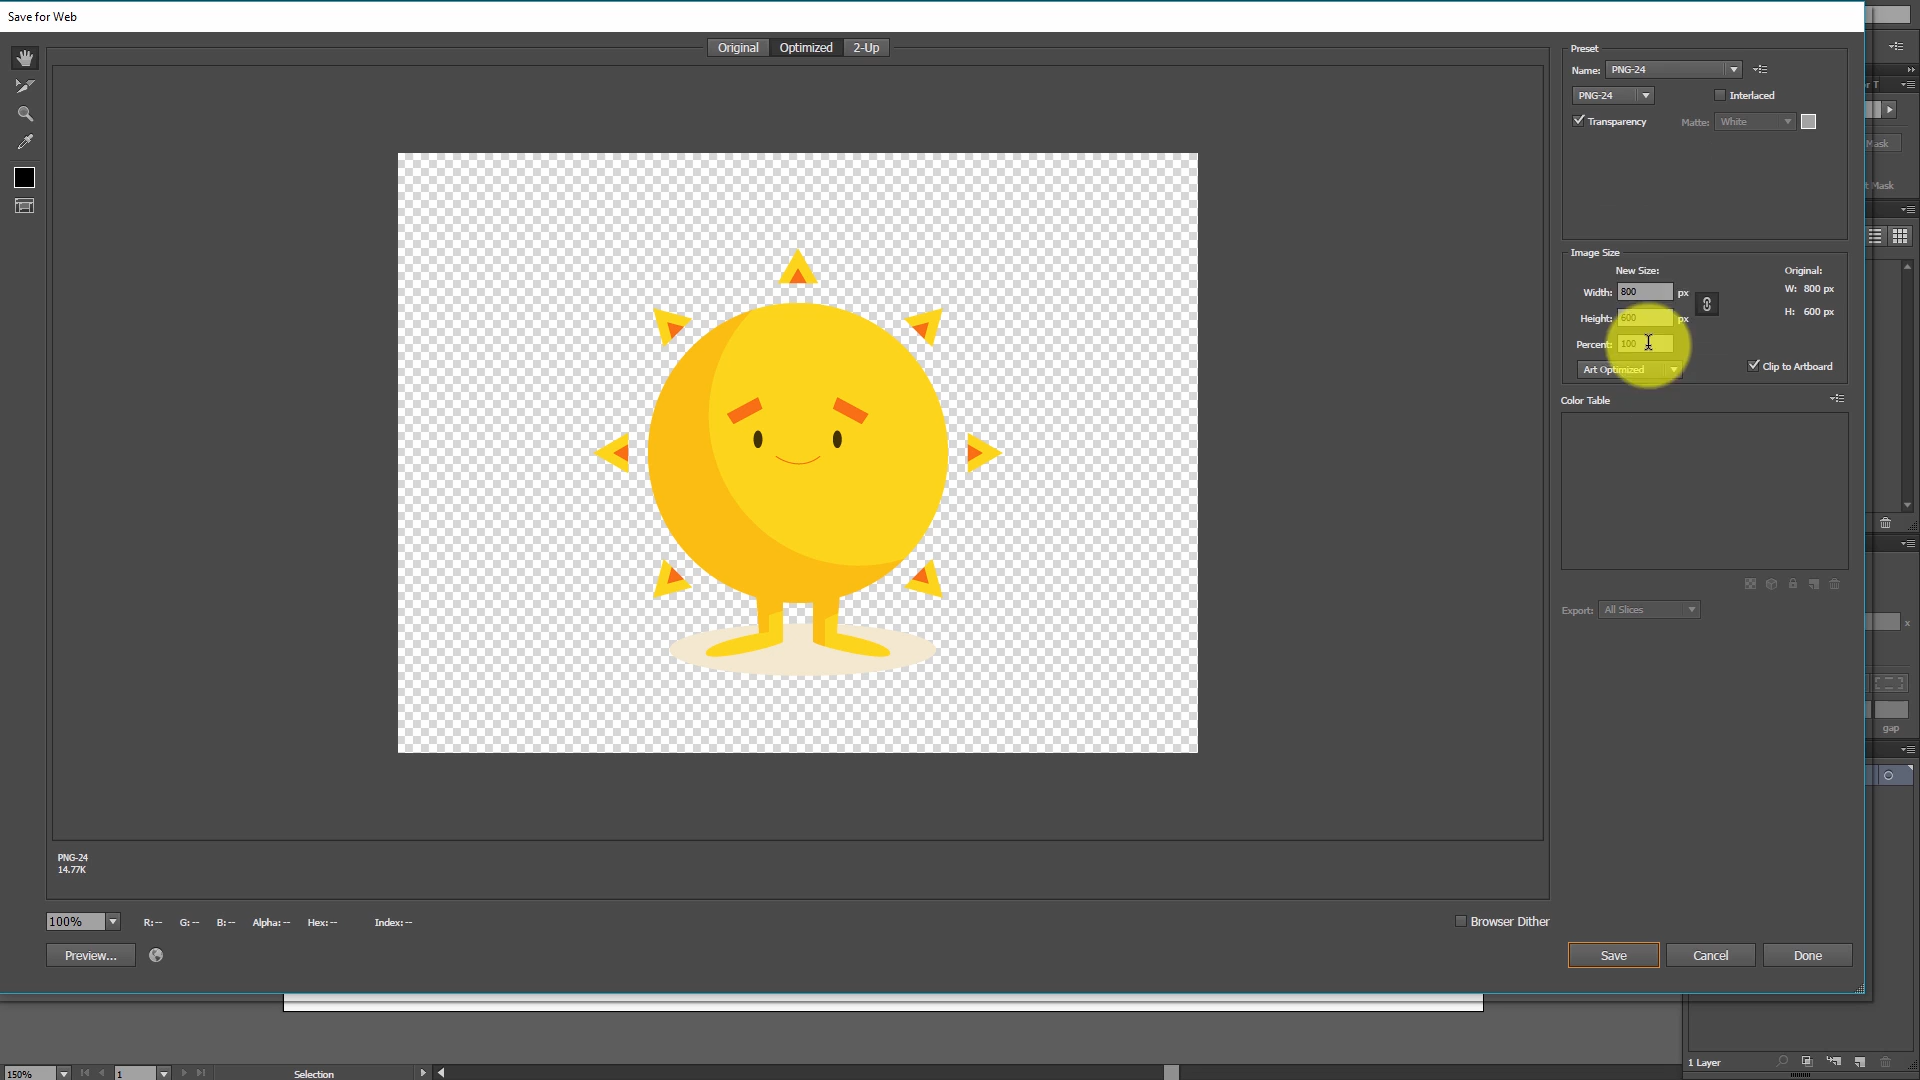 Save for Web
Original Optimized 2-Up
Preset
Name: PNG-24
PNG-24 Interlaced
Transparency Matte: White
Image Size
New Size: Original:
Width: 800 px W: 800 px
Height: 600 px H: 600 px
Percent: 100
Art Optimized Clip to Artboard
Color Table
Export: All Slices
PNG-24
14.77K
100% R: -- G: -- B: -- Alpha: -- Hex: -- Index: --
Browser Dither
Preview... Save Cancel Done
Mask
Mask
x
gap
1 Layer
150% 1 Selection